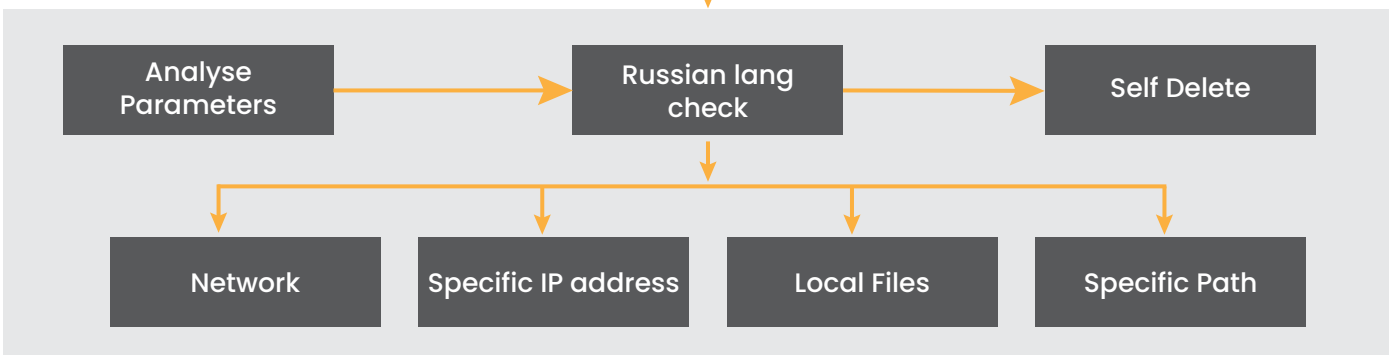 Analyse
Parameters
Russian lang
check
Self Delete
Network
Specific IP address
Local Files
Specific Path